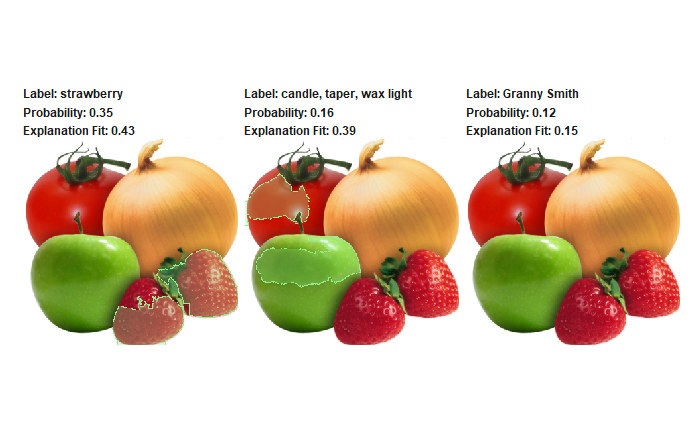 Label: strawberry
Probability: 0.35
Explanation Fit: 0.43
Label: candle, taper, wax light
Probability: 0.16
Explanation Fit: 0.39
Label: Granny Smith
Probability: 0.12
Explanation Fit: 0.15